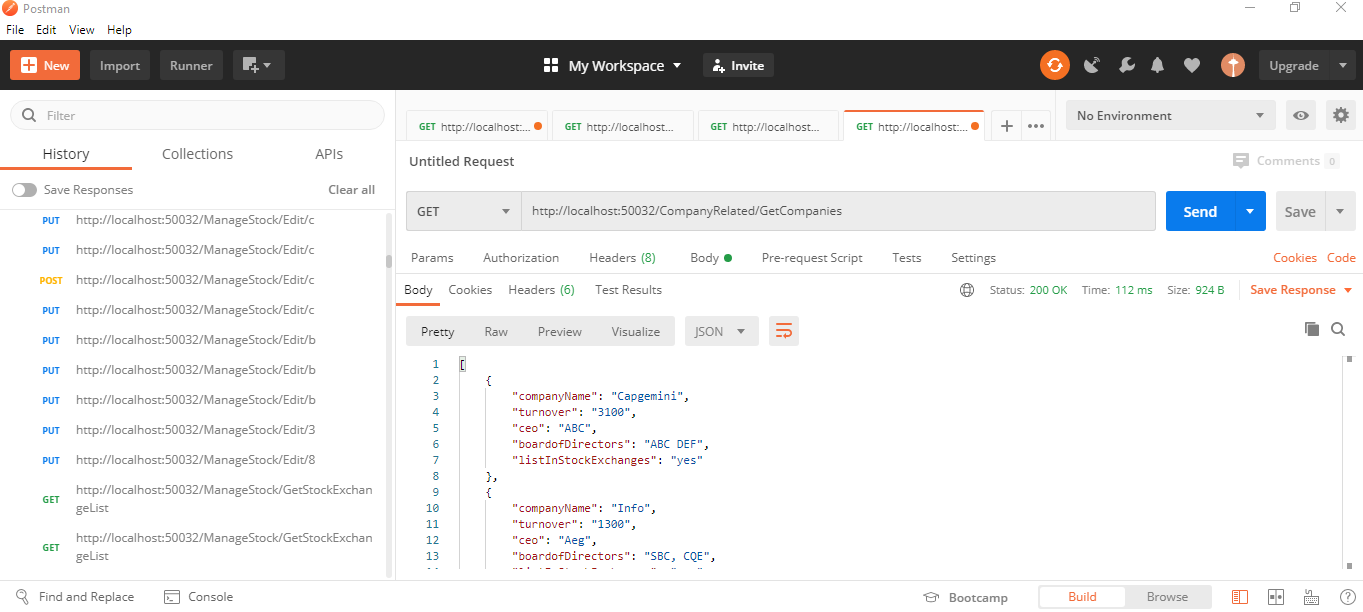 Postman
File Edit View Help
New Import Runner My Workspace Invite Upgrade
Filter
History Collections APIs
Save Responses Clear all
PUT http://localhost:50032/ManageStock/Edit/c
PUT http://localhost:50032/ManageStock/Edit/c
POST http://localhost:50032/ManageStock/Edit/c
PUT http://localhost:50032/ManageStock/Edit/c
PUT http://localhost:50032/ManageStock/Edit/b
PUT http://localhost:50032/ManageStock/Edit/b
PUT http://localhost:50032/ManageStock/Edit/b
PUT http://localhost:50032/ManageStock/Edit/3
PUT http://localhost:50032/ManageStock/Edit/8
GET http://localhost:50032/ManageStock/GetStockExchan
geList
GET http://localhost:50032/ManageStock/GetStockExchan
geList
GET http://localhost:... GET http://localhost... GET http://localhost... GET http://localhost:... No Environment
Untitled Request Comments 0
GET http://localhost:50032/CompanyRelated/GetCompanies Send Save
Params Authorization Headers (8) Body Pre-request Script Tests Settings Cookies Code
Body Cookies Headers (6) Test Results Status: 200 OK Time: 112 ms Size: 924 B Save Response
Pretty Raw Preview Visualize JSON
1 [
2 {
3 "companyName": "Capgemini",
4 "turnover": "3100",
5 "ceo": "ABC",
6 "boardofDirectors": "ABC DEF",
7 "listInStockExchanges": "yes"
8 },
9 {
10 "companyName": "Info",
11 "turnover": "1300",
12 "ceo": "Aeg",
13 "boardofDirectors": "SBC, CQE",
Find and Replace Console Bootcamp Build Browse